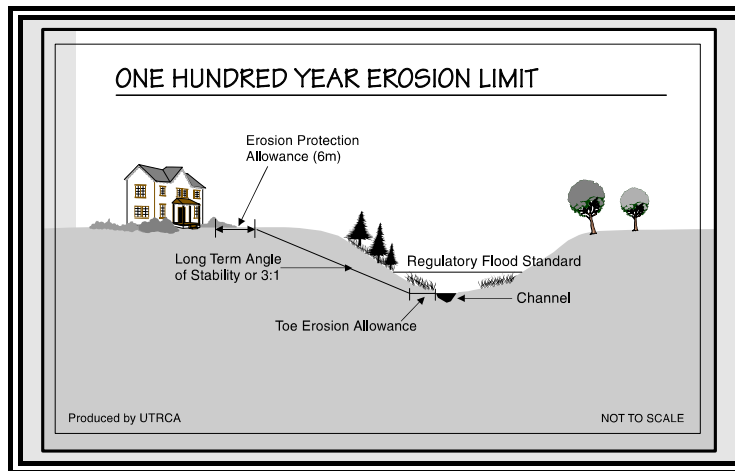 ONE HUNDRED YEAR EROSION LIMIT
Erosion Protection
Allowance (6m)
Long Term Angle
of Stability or 3:1
Regulatory Flood Standard
Channel
Toe Erosion Allowance
Produced by UTRCA
NOT TO SCALE